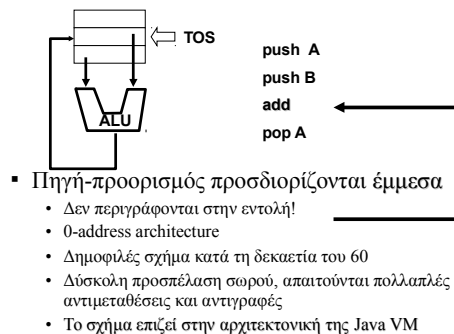 TOS
ALU
push A
push B
add
pop A
▪ Πηγή-προορισμός προσδιορίζονται έμμεσα
• Δεν περιγράφονται στην εντολή!
• 0-address architecture
• Δημοφιλές σχήμα κατά τη δεκαετία του 60
• Δύσκολη προσπέλαση σωρού, απαιτούνται πολλαπλές
αντιμεταθέσεις και αντιγραφές
• Το σχήμα επιζεί στην αρχιτεκτονική της Java VM